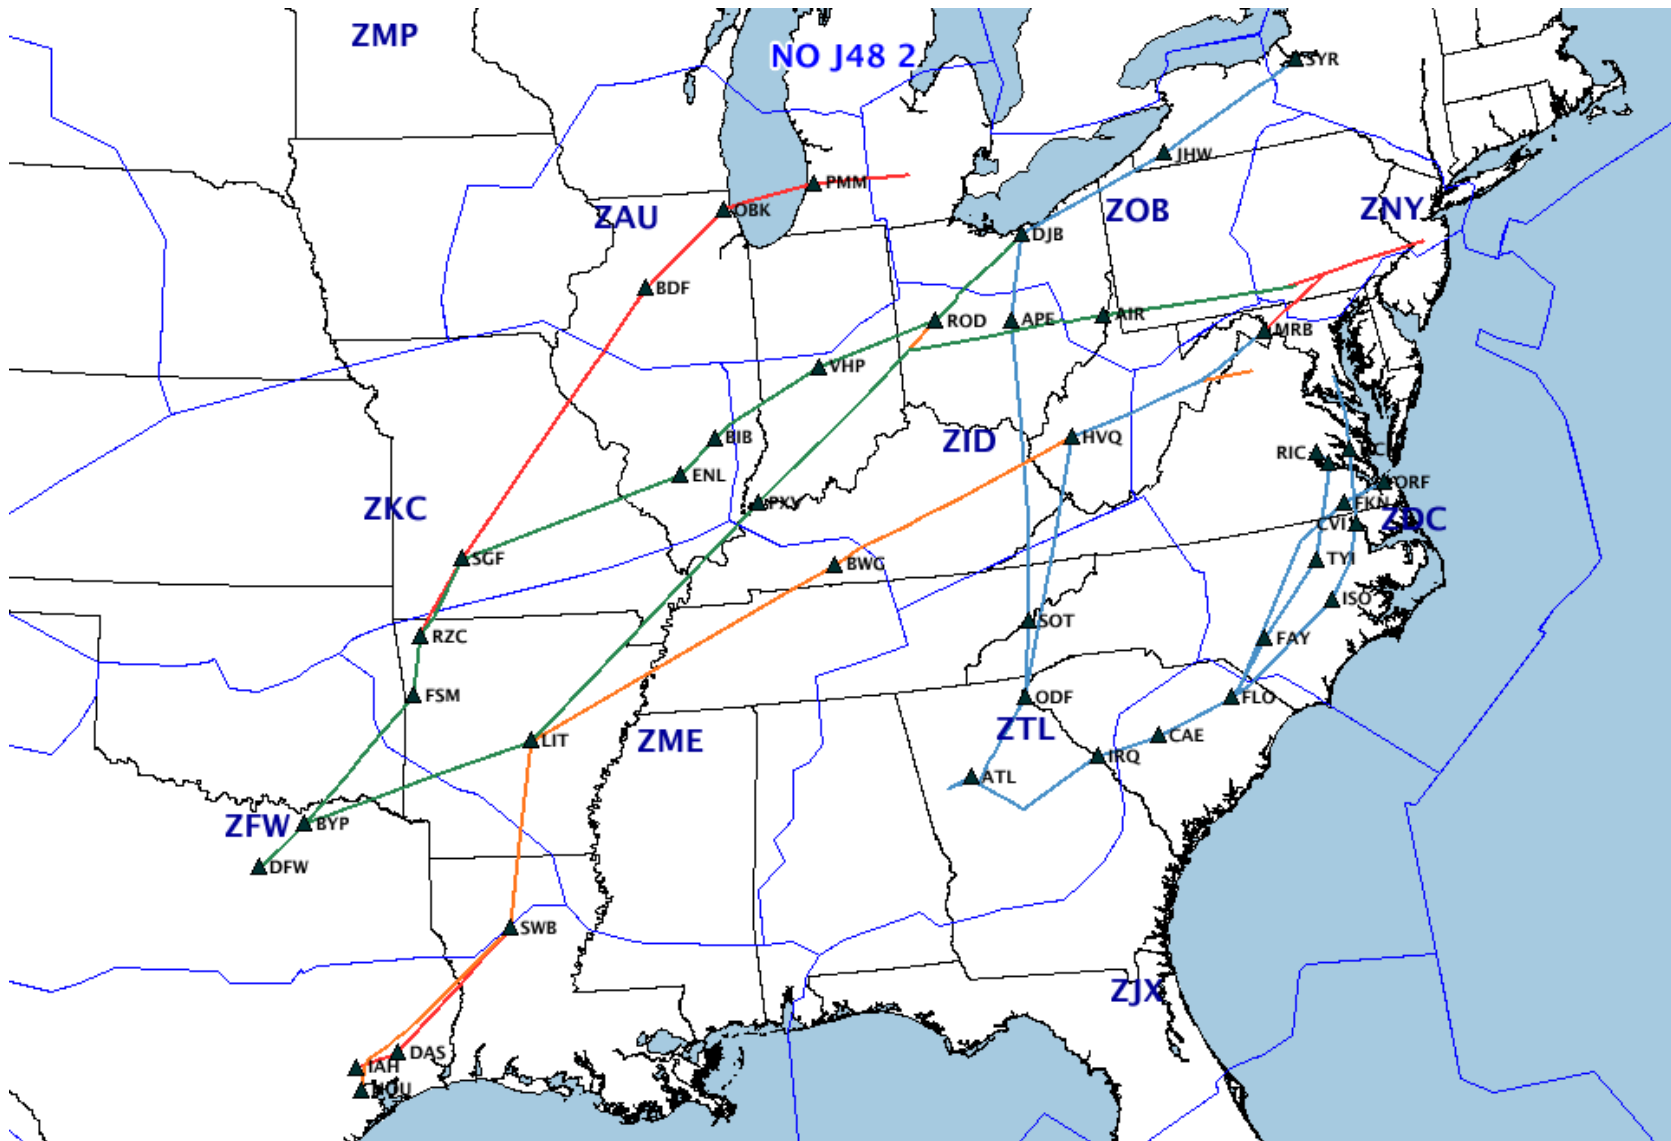 ZMP
NO J48 2
SYR
JHW
PMM
OBK
ZAU
ZOB
ZNY
DJB
BDF
ROD
APE
AIR
MRB
VHP
BIB
ZID
HVQ
RIC
ENL
ORF
PXV
FKN
ZKC
CVI
ZDC
SGF
BWG
TYI
ISO
SOT
RZC
FAY
FSM
ODF
FLO
LIT
ZME
ZTL
CAE
IRQ
ATL
ZFW
BYP
DFW
SWB
ZJX
DAS
IAH
HOU